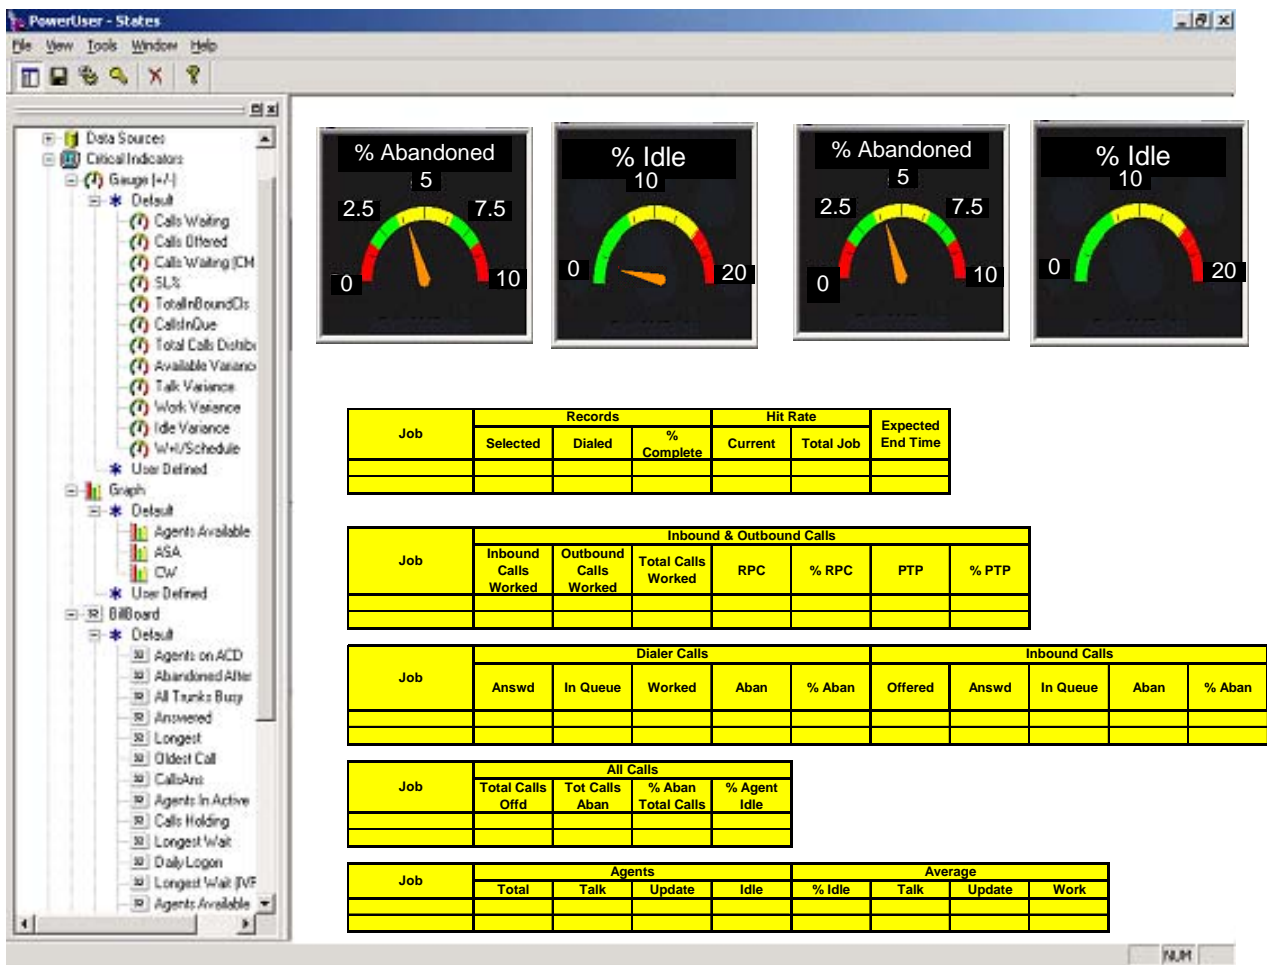 PowerUser - States
File View Tools Window Help
Data Sources
Critical Indicators
Gauge (+/-)
Default
Calls Waiting
Calls Offered
Calls Waiting (CM
SL%
TotalInBoundCls
CallsInQue
Total Calls Distribu
Available Varianc
Talk Variance
Work Variance
Idle Variance
W+I/Schedule
User Defined
Graph
Default
Agents Available
ASA
CW
User Defined
BillBoard
Default
Agents on ACD
Abandoned After
All Trunks Busy
Answered
Longest
Oldest Call
CallsAns
Agents In Active
Calls Holding
Longest Wait
Daily Logon
Longest Wait (IVF
Agents Available
% Abandoned
5
2.5 7.5
0 10
% Idle
10
0 20
% Abandoned
5
2.5 7.5
0 10
% Idle
10
0 20
Job Records Hit Rate Expected End Time
Selected Dialed % Complete Current Total Job
Job Inbound & Outbound Calls
Inbound Calls Worked Outbound Calls Worked Total Calls Worked RPC % RPC PTP % PTP
Job Dialer Calls Inbound Calls
Answd In Queue Worked Aban % Aban Offered Answd In Queue Aban % Aban
Job All Calls
Total Calls Offd Tot Calls Aban % Aban Total Calls % Agent Idle
Job Agents Average
Total Talk Update Idle % Idle Talk Update Work
NUM